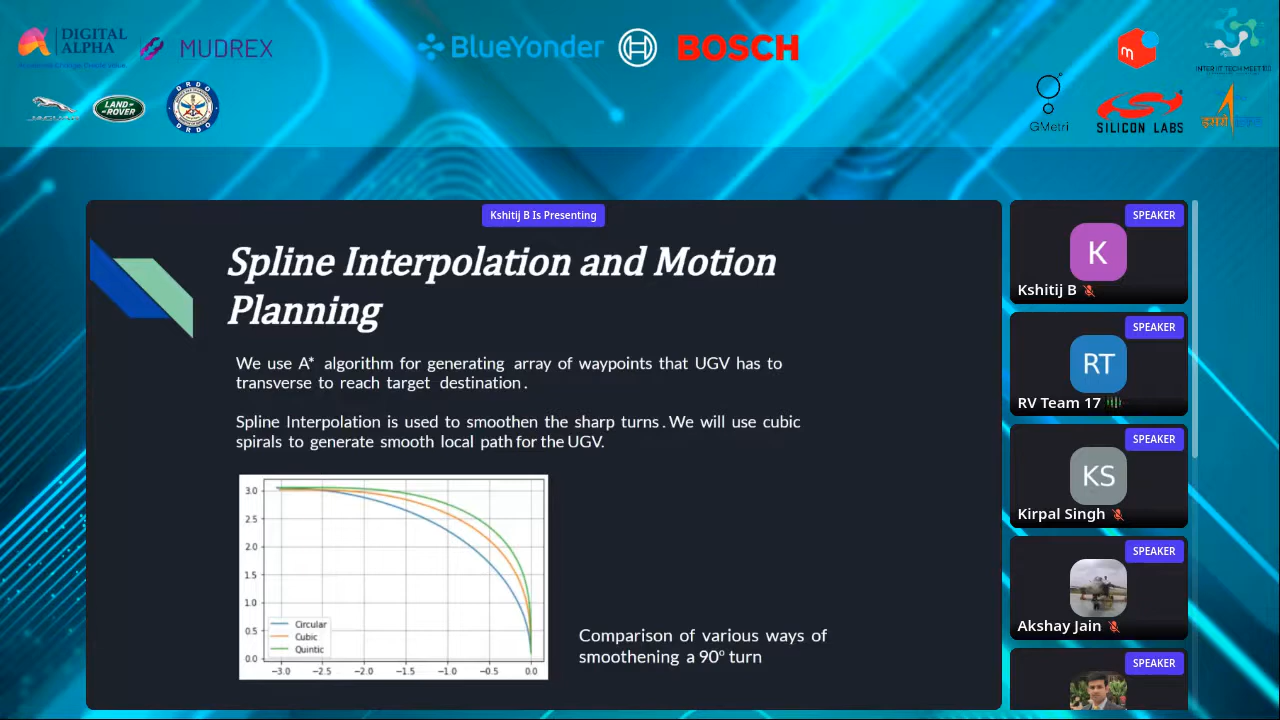 DIGITAL
ALPHA
MUDREX
BlueYonder
BOSCH
INTER IIT TECH MEET
JAGUAR
LAND-
ROVER
DRDO
DRDO
GMetri
SILICON LABS
इसरो
Kshitij B Is Presenting
Spline Interpolation and Motion
Planning
We use A* algorithm for generating array of waypoints that UGV has to
transverse to reach target destination.
Spline Interpolation is used to smoothen the sharp turns. We will use cubic
spirals to generate smooth local path for the UGV.
3.0
2.5
2.0
1.5
1.0
0.5
0.0
Circular
Cubic
Quintic
−3.0 −2.5 −2.0 −1.5 −1.0 −0.5 0.0
Comparison of various ways of
smoothening a 90° turn
SPEAKER
K
Kshitij B
SPEAKER
RT
RV Team 17
SPEAKER
KS
Kirpal Singh
SPEAKER
Akshay Jain
SPEAKER